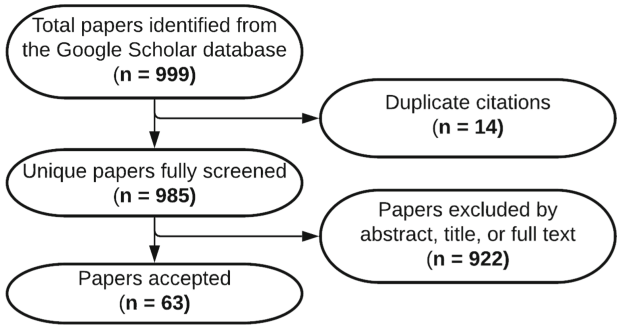 Total papers identified from
the Google Scholar database
(n = 999)
Duplicate citations
(n = 14)
Unique papers fully screened
(n = 985)
Papers excluded by
abstract, title, or full text
(n = 922)
Papers accepted
(n = 63)